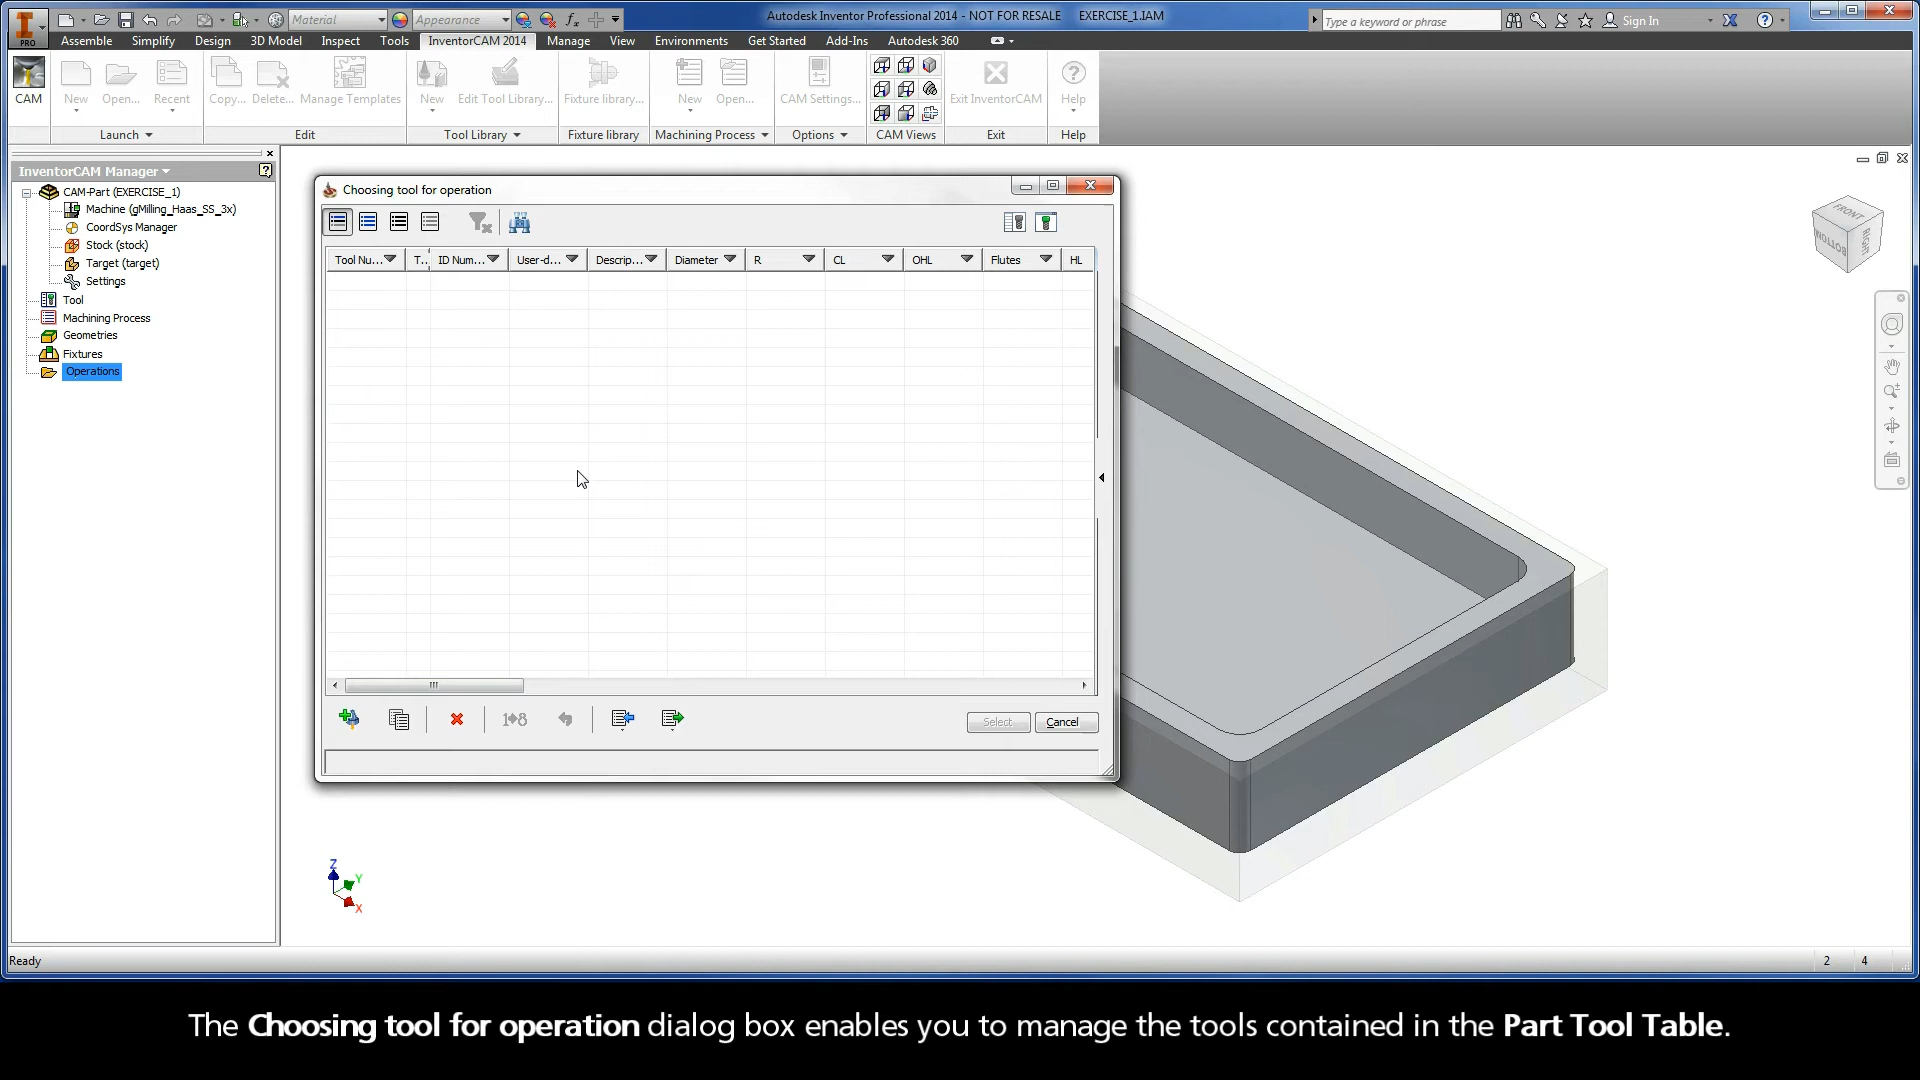 Material
Appearance
Autodesk Inventor Professional 2014 - NOT FOR RESALE EXERCISE_1.IAM
Type a keyword or phrase
Sign In
PRO
Assemble Simplify Design 3D Model Inspect Tools InventorCAM 2014 Manage View Environments Get Started Add-Ins Autodesk 360
CAM New Open... Recent Copy... Delete... Manage Templates New Edit Tool Library... Fixture library... New Open... CAM Settings... Exit InventorCAM Help
Launch Edit Tool Library Fixture library Machining Process Options CAM Views Exit Help
InventorCAM Manager
CAM-Part (EXERCISE_1)
Machine (gMilling_Haas_SS_3x)
CoordSys Manager
Stock (stock)
Target (target)
Settings
Tool
Machining Process
Geometries
Fixtures
Operations
Choosing tool for operation
Tool Nu... T.. ID Num... User-d... Descrip... Diameter R CL OHL Flutes HL
Select Cancel
FRONT
BOTTOM
RIGHT
Z
Y
X
Ready
2 4
The Choosing tool for operation dialog box enables you to manage the tools contained in the Part Tool Table.